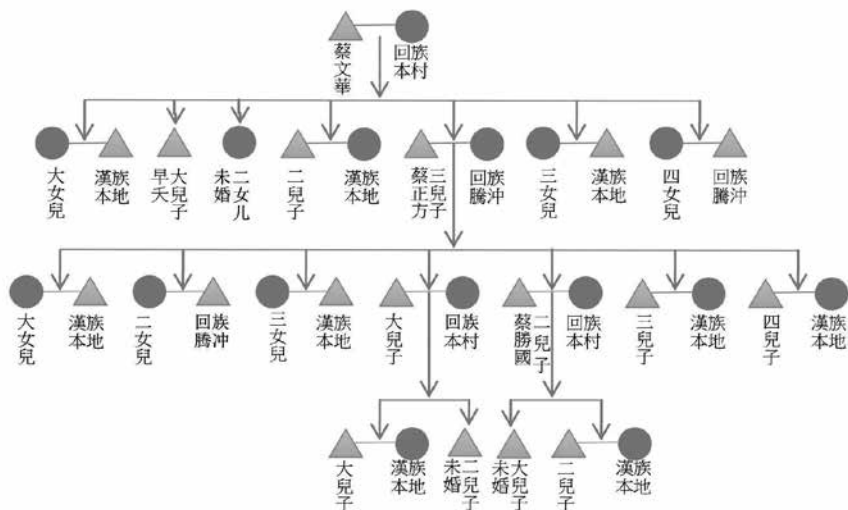 蔡文華
回族
本村
大女兒
漢族
本地
大兒子
早夭
二女儿
未婚
二兒子
漢族
本地
三兒子
蔡正方
回族
騰沖
三女兒
漢族
本地
四女兒
回族
騰沖
大女兒
漢族
本地
二女兒
回族
腾冲
三女兒
漢族
本地
大兒子
回族
本村
二兒子
蔡勝國
回族
本村
三兒子
漢族
本地
四兒子
漢族
本地
大兒子
漢族
本地
二兒子
未婚
大兒子
未婚
二兒子
漢族
本地